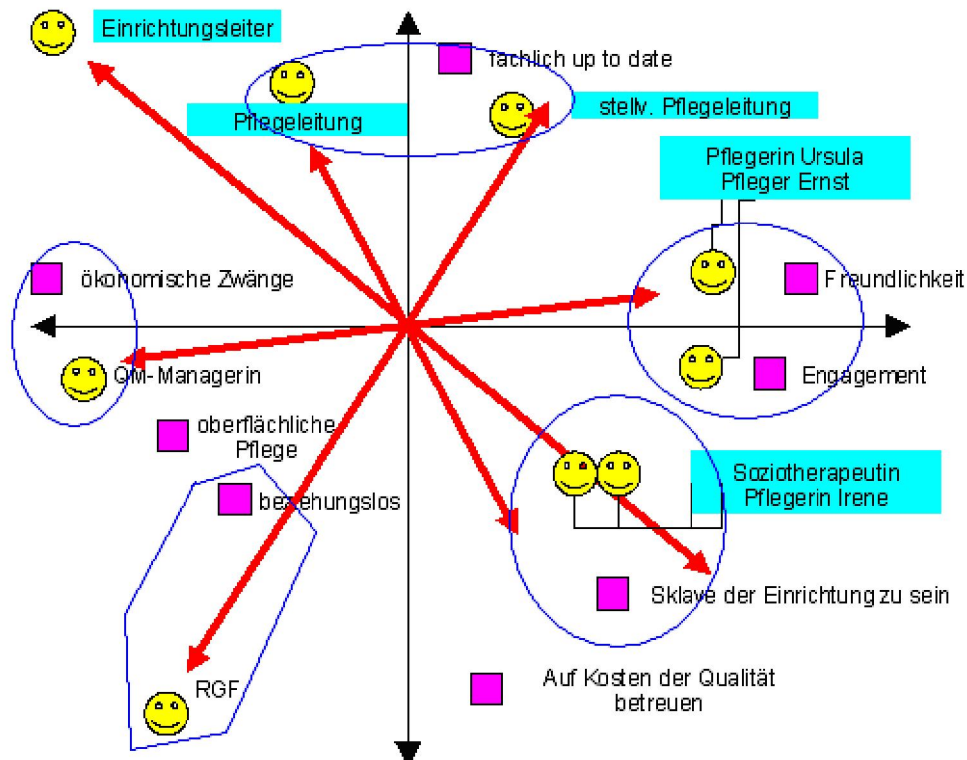 Einrichtungsleiter
fachlich up to date
Pflegeleitung
stellv. Pflegeleitung
Pflegerin Ursula
Pfleger Ernst
ökonomische Zwänge
Freundlichkeit
QM-Managerin
Engagement
oberflächliche
Pflege
beziehungslos
Soziotherapeutin
Pflegerin Irene
Sklave der Einrichtung zu sein
RGF
Auf Kosten der Qualität
betreuen